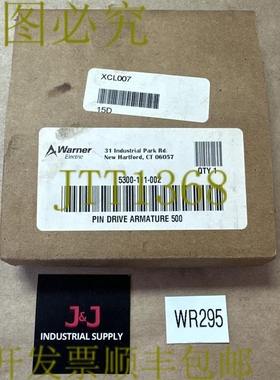 图必究
XCL007
15D
Warner
Electric
31 Industrial Park Rd.
New Hartford, CT 06057
QTY 1
5300-111-002
JTT1368
PIN DRIVE ARMATURE 500
J&J
INDUSTRIAL SUPPLY
WR295
开发票顺丰包邮